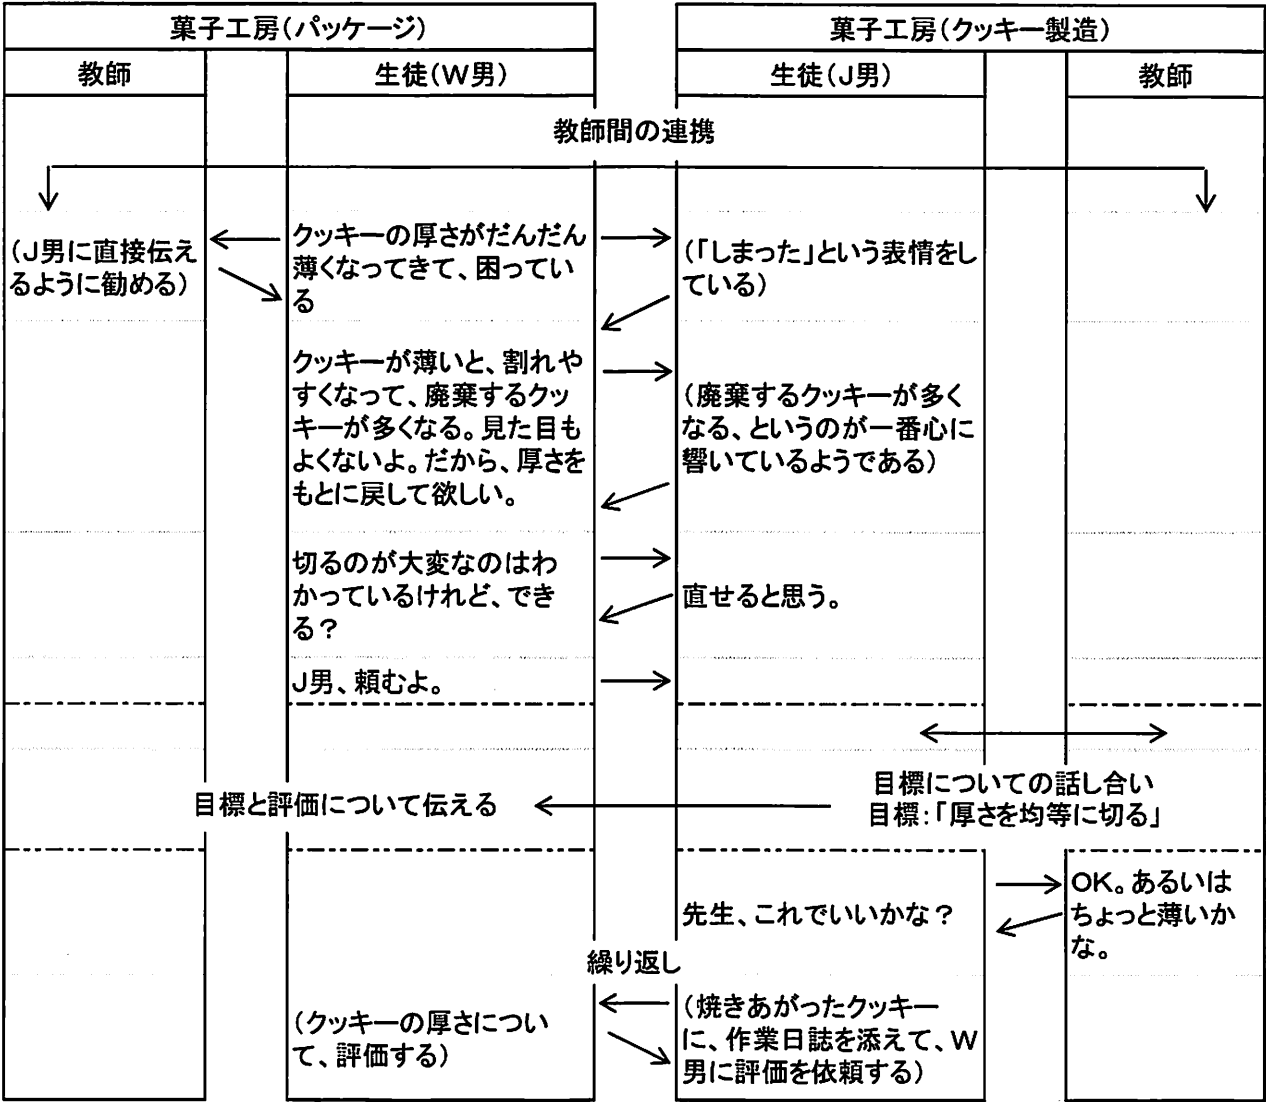 菓子工房(パッケージ)
菓子工房(クッキー製造)
教師
生徒(W男)
生徒(J男)
教師
教師間の連携
(J男に直接伝え
るように勧める)
クッキーの厚さがだんだん
薄くなってきて、困ってい
る
(「しまった」という表情をし
ている)
クッキーが薄いと、割れや
すくなって、廃棄するクッ
キーが多くなる。見た目も
よくないよ。だから、厚さを
もとに戻して欲しい。
(廃棄するクッキーが多く
なる、というのが一番心に
響いているようである)
切るのが大変なのはわ
かっているけれど、でき
る?
直せると思う。
J男、頼むよ。
目標についての話し合い
目標:「厚さを均等に切る」
目標と評価について伝える
先生、これでいいかな?
OK。あるいは
ちょっと薄いか
な。
繰り返し
(焼きあがったクッキー
に、作業日誌を添えて、W
男に評価を依頼する)
(クッキーの厚さについ
て、評価する)